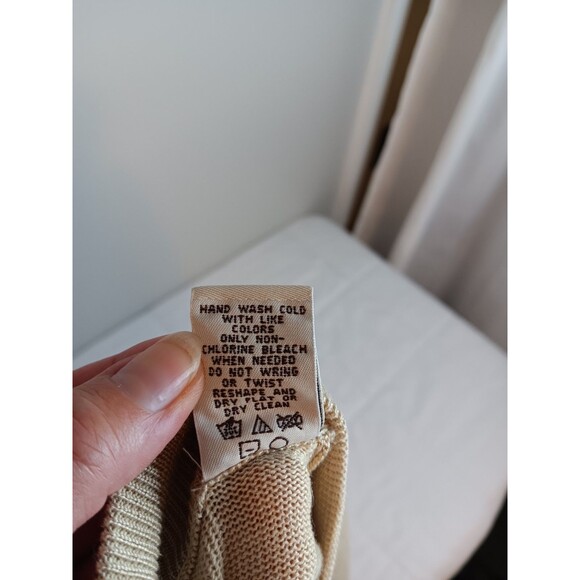 HAND WASH COLD
WITH LIKE
COLORS
ONLY NON-
CHLORINE BLEACH
WHEN NEEDED
DO NOT WRING
OR TWIST
RESHAPE AND
DRY FLAT OR
DRY CLEAN